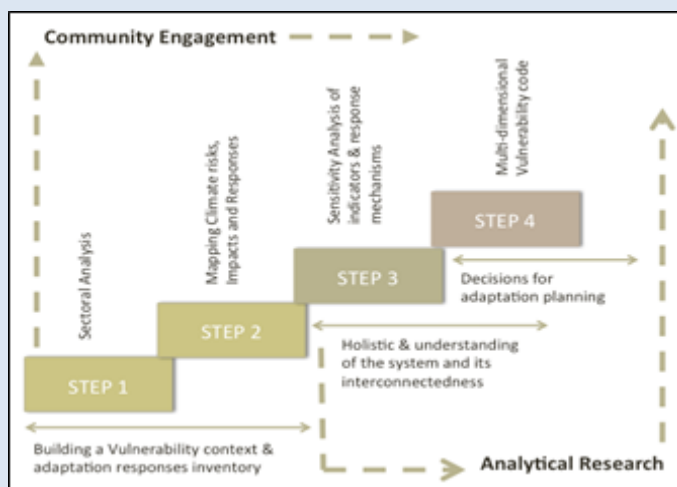 Community Engagement
Multi-dimensional
Vulnerability code
Sensitivity Analysis of
indicators & response
mechanisms
Mapping Climate risks,
Impacts and Responses
Sectoral Analysis
STEP 4
STEP 3
Decisions for
adaptation planning
STEP 2
Holistic & understanding
of the system and its
interconnectedness
STEP 1
Building a Vulnerability context &
adaptation responses inventory
Analytical Research